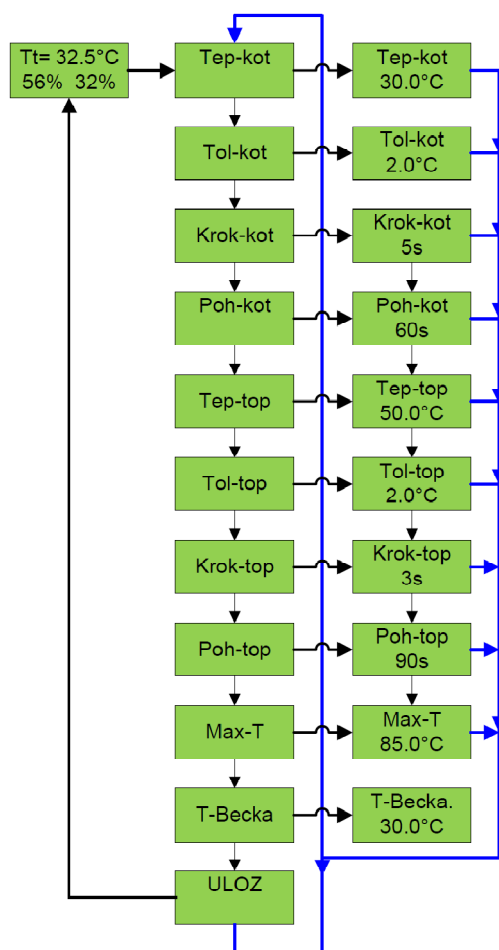 Tt= 32.5°C
56% 32%
Tep-kot
Tep-kot
30.0°C
Tol-kot
Tol-kot
2.0°C
Krok-kot
Krok-kot
5s
Poh-kot
Poh-kot
60s
Tep-top
Tep-top
50.0°C
Tol-top
Tol-top
2.0°C
Krok-top
Krok-top
3s
Poh-top
Poh-top
90s
Max-T
Max-T
85.0°C
T-Becka
T-Becka.
30.0°C
ULOZ